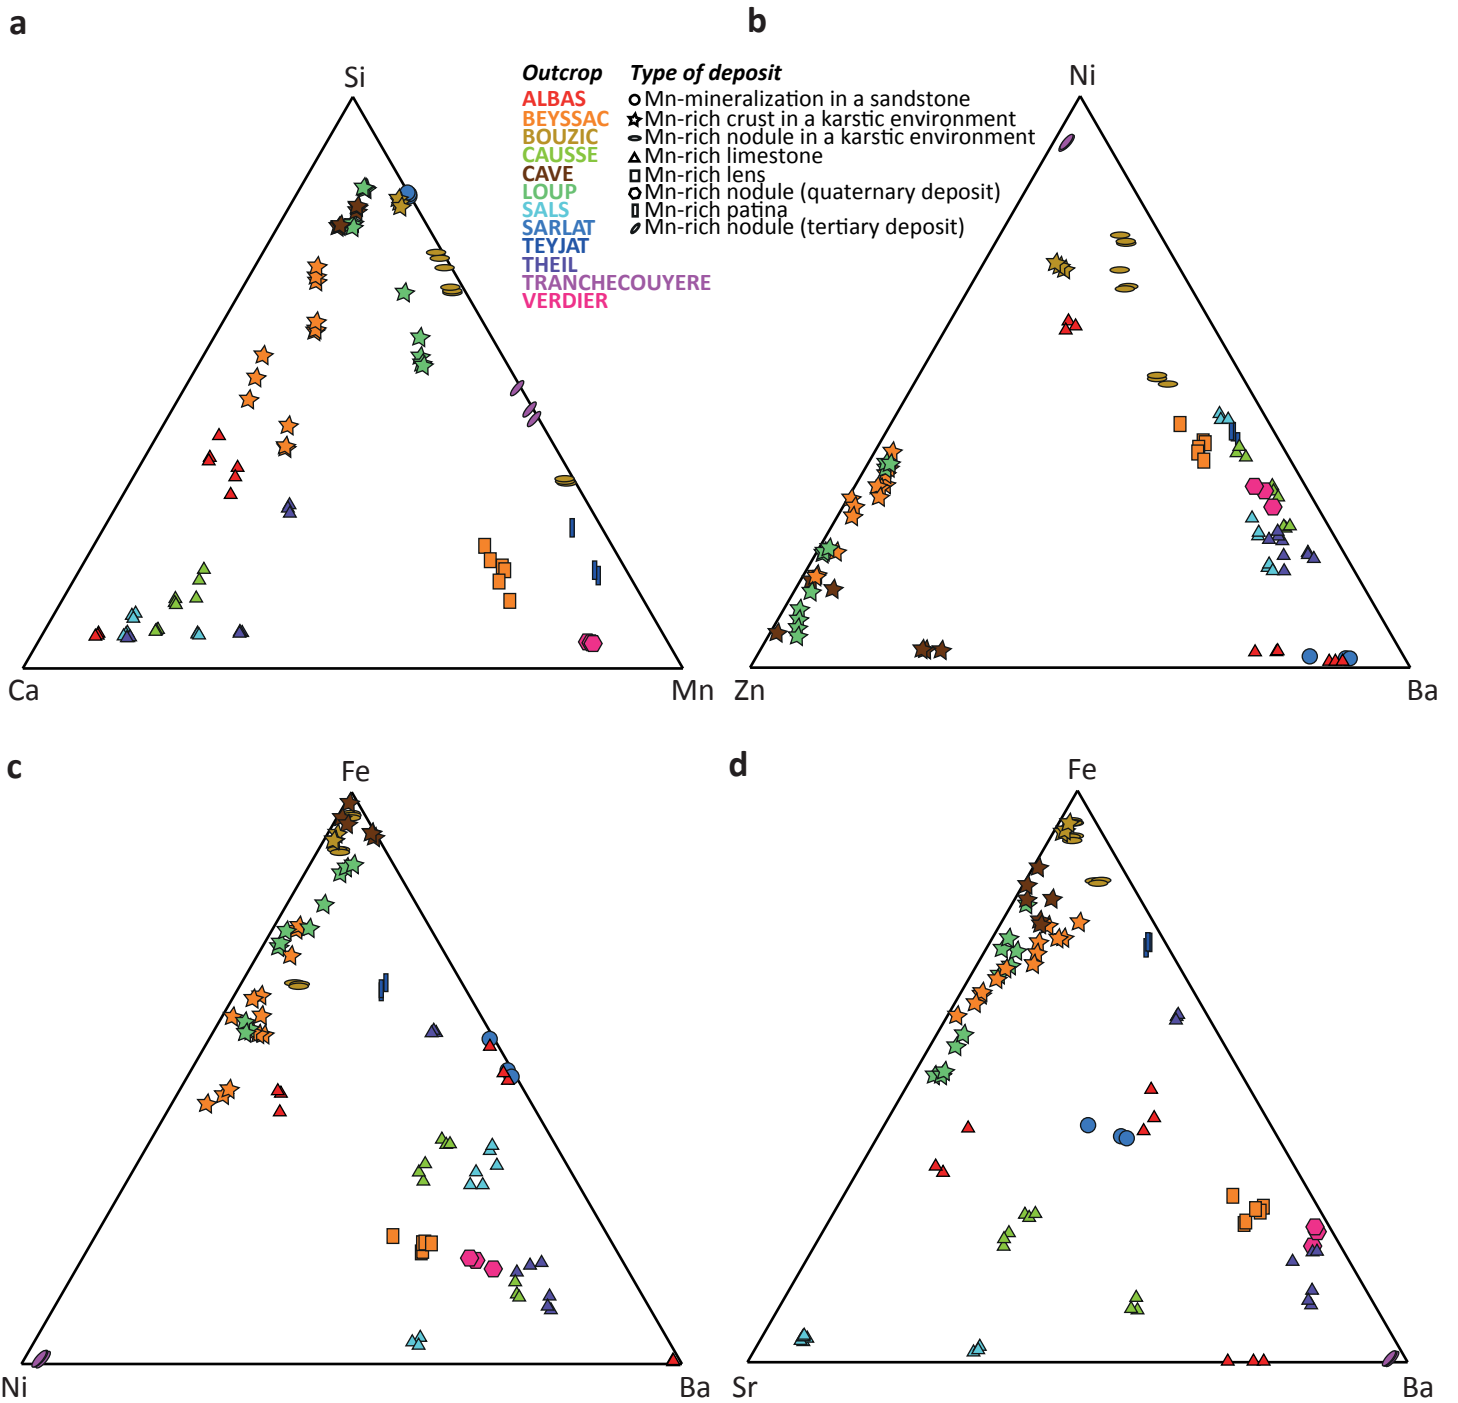 a
b
Si
Ni
Outcrop Type of deposit
ALBAS Mn-mineralization in a sandstone
BEYSSAC Mn-rich crust in a karstic environment
BOUZIC Mn-rich nodule in a karstic environment
CAUSSE Mn-rich limestone
CAVE Mn-rich lens
LOUP Mn-rich nodule (quaternary deposit)
SALS Mn-rich patina
SARLAT Mn-rich nodule (tertiary deposit)
TEYJAT
THEIL
TRANCHECOUYERE
VERDIER
Ca Mn
Zn Ba
c
d
Fe
Fe
Ni Ba
Sr Ba